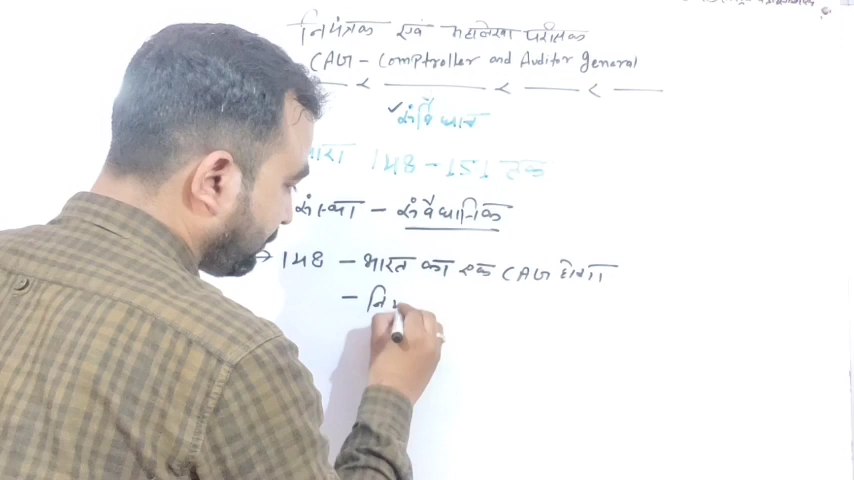 नियंत्रक एवं महालेखा परीक्षक
CAG - Comptroller and Auditor General
संविधान
धारा 148 - 151 तक
संस्था - संवैधानिक
→ 148 - भारत का एक CAG होगा
- नि